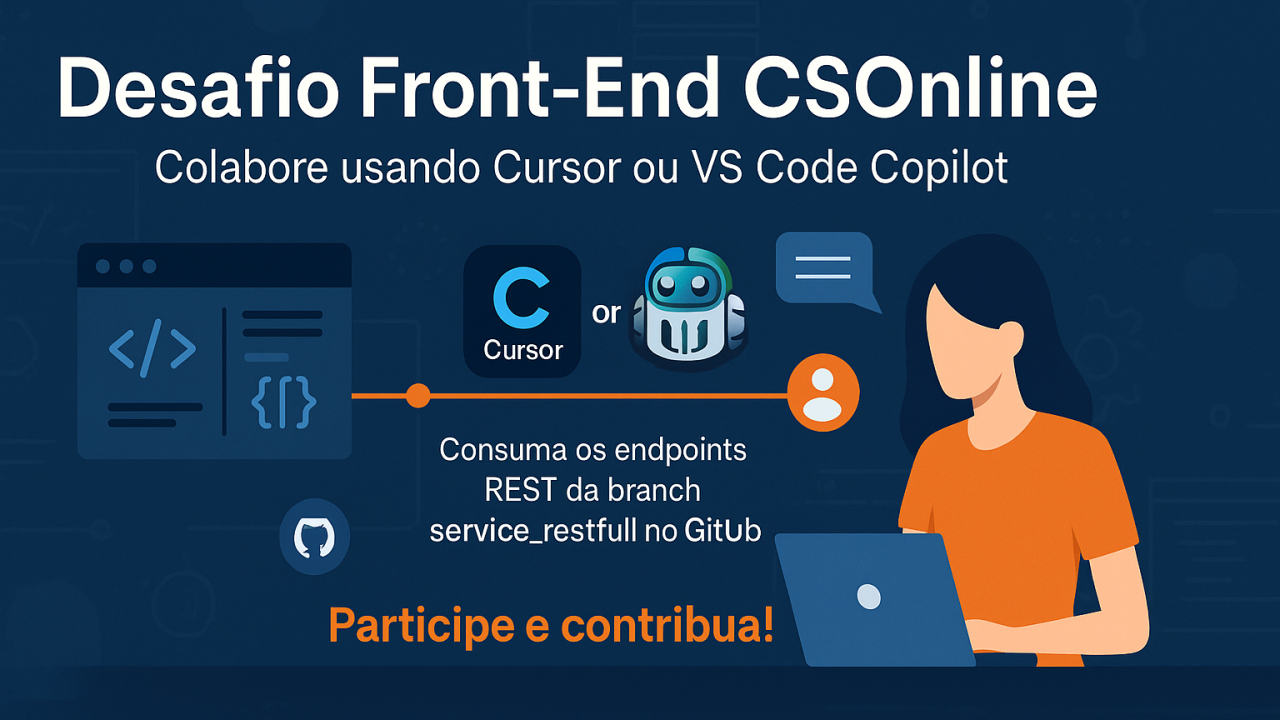 Desafio Front-End CSOnline
Colabore usando Cursor ou VS Code Copilot
</>
{[]}
C
Cursor
or
Consuma os endpoints
REST da branch
service_restfull no GitUb
Participe e contribua!